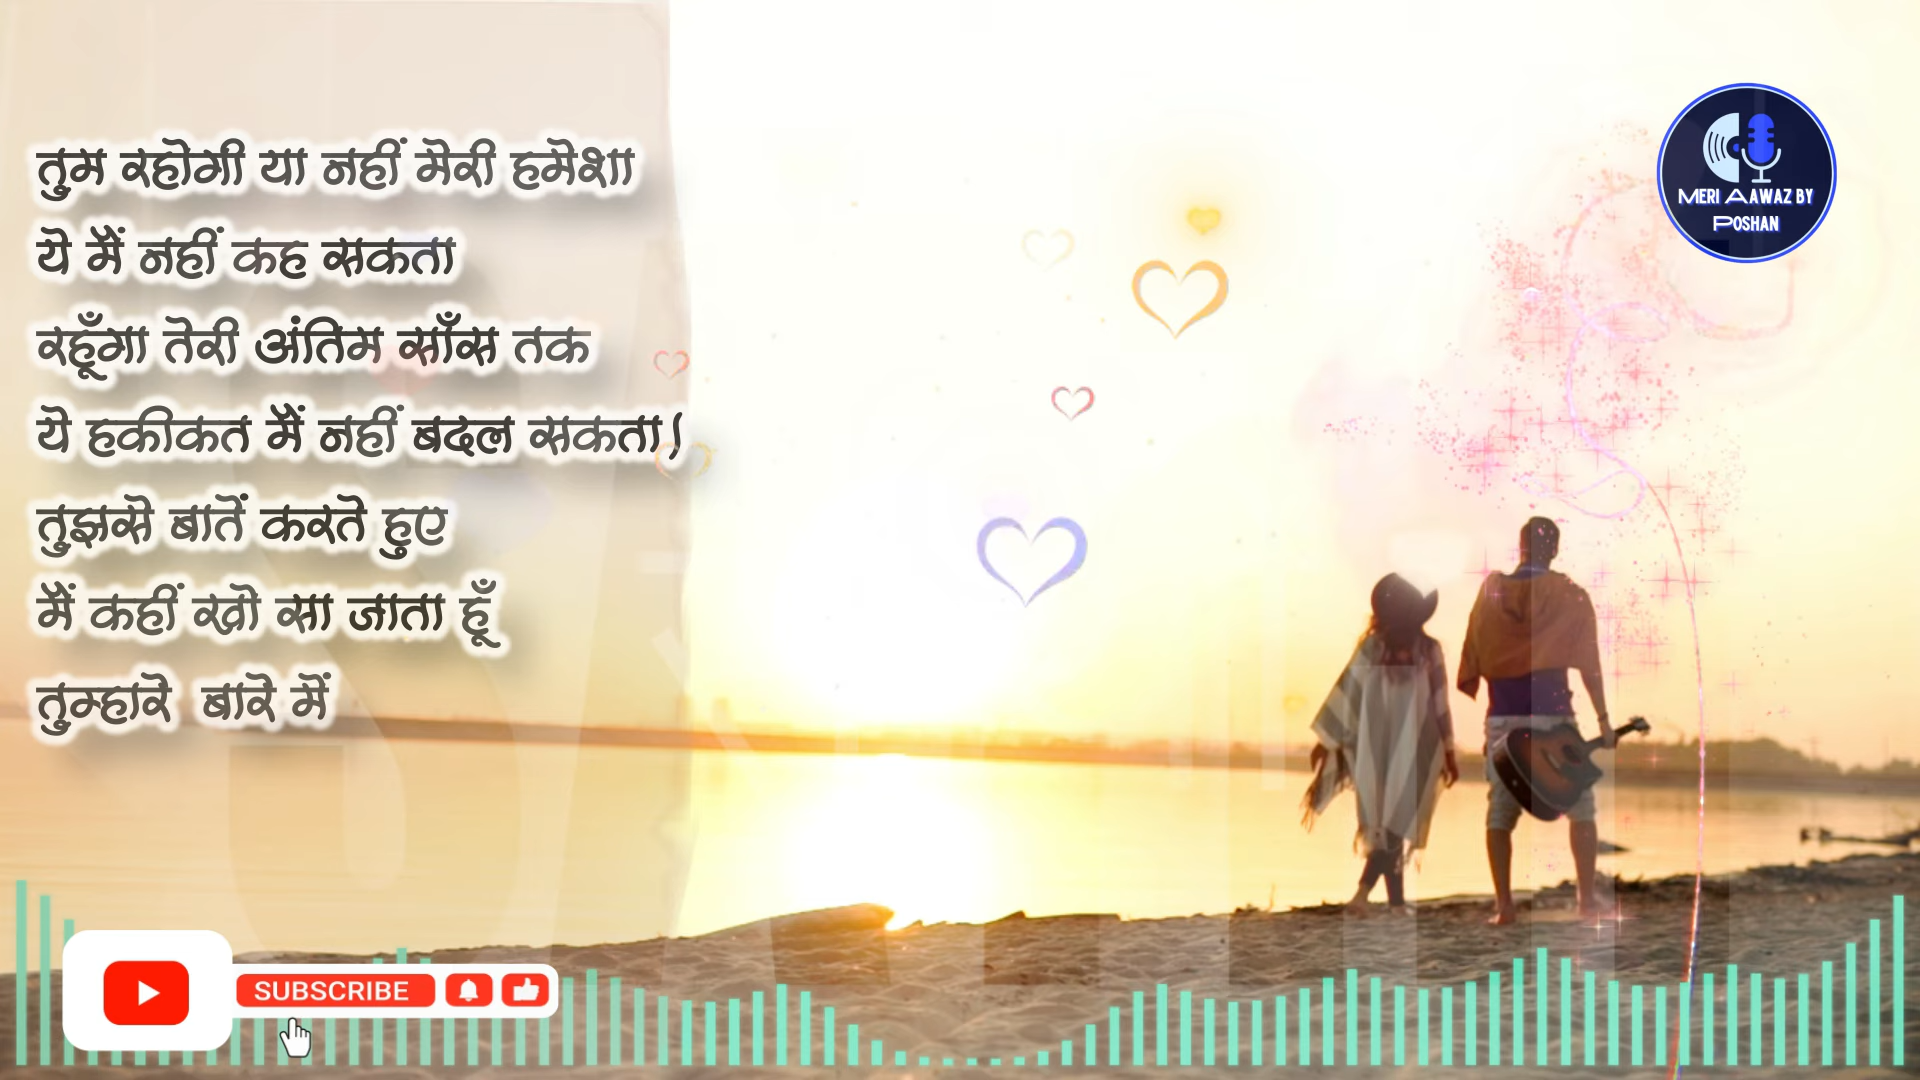 तुम रहोगी या नहीं मेरी हमेशा
ये मैं नहीं कह सकता
रहूँगा तेरी अंतिम साँस तक
ये हकीकत मैं नहीं बदल सकता।
तुझसे बातें करते हुए
मैं कहीं खो सा जाता हूँ
तुम्हारे बारे में
MERI AAWAZ BY
POSHAN
SUBSCRIBE